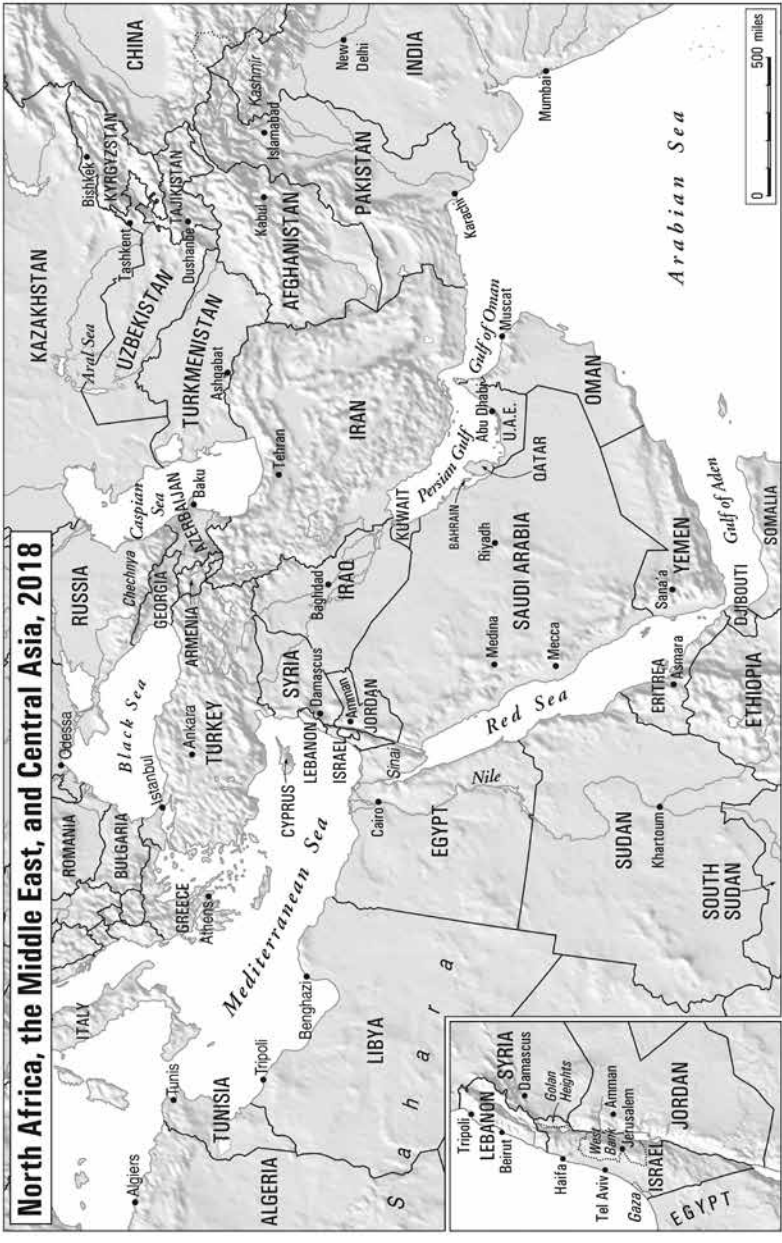 North Africa, the Middle East, and Central Asia, 2018
ROMANIA
Odessa
RUSSIA
KAZAKHSTAN
CHINA
ITALY
BULGARIA
Black Sea
Chechnya
Caspian
Sea
Aral Sea
Bishkek
KYRGYZSTAN
Tashkent
Algiers
Tunis
GREECE
Athens
Istanbul
Ankara
TURKEY
GEORGIA
ARMENIA
AZERBAIJAN
Baku
UZBEKISTAN
TURKMENISTAN
Ashgabat
TAJIKISTAN
Dushanbe
Kashmir
Islamabad
TUNISIA
Tripoli
Mediterranean Sea
CYPRUS
LEBANON
SYRIA
Damascus
Tehran
Kabul
AFGHANISTAN
New
Delhi
ALGERIA
Benghazi
ISRAEL
Amman
JORDAN
Baghdad
IRAQ
IRAN
PAKISTAN
INDIA
LIBYA
Sahara
Cairo
EGYPT
Sinai
Nile
KUWAIT
Persian Gulf
BAHRAIN
QATAR
Abu Dhabi
U.A.E.
Gulf of Oman
Muscat
Karachi
Mumbai
Medina
Riyadh
SAUDI ARABIA
Mecca
OMAN
Red Sea
Arabian Sea
SUDAN
Khartoum
SOUTH
SUDAN
ERITREA
Asmara
Sana'a
YEMEN
ETHIOPIA
DJIBOUTI
Gulf of Aden
SOMALIA
0
500 miles
Tripoli
LEBANON
Beirut
SYRIA
Damascus
Golan
Heights
Haifa
Tel Aviv
West
Bank
Amman
Jerusalem
Gaza
ISRAEL
JORDAN
EGYPT